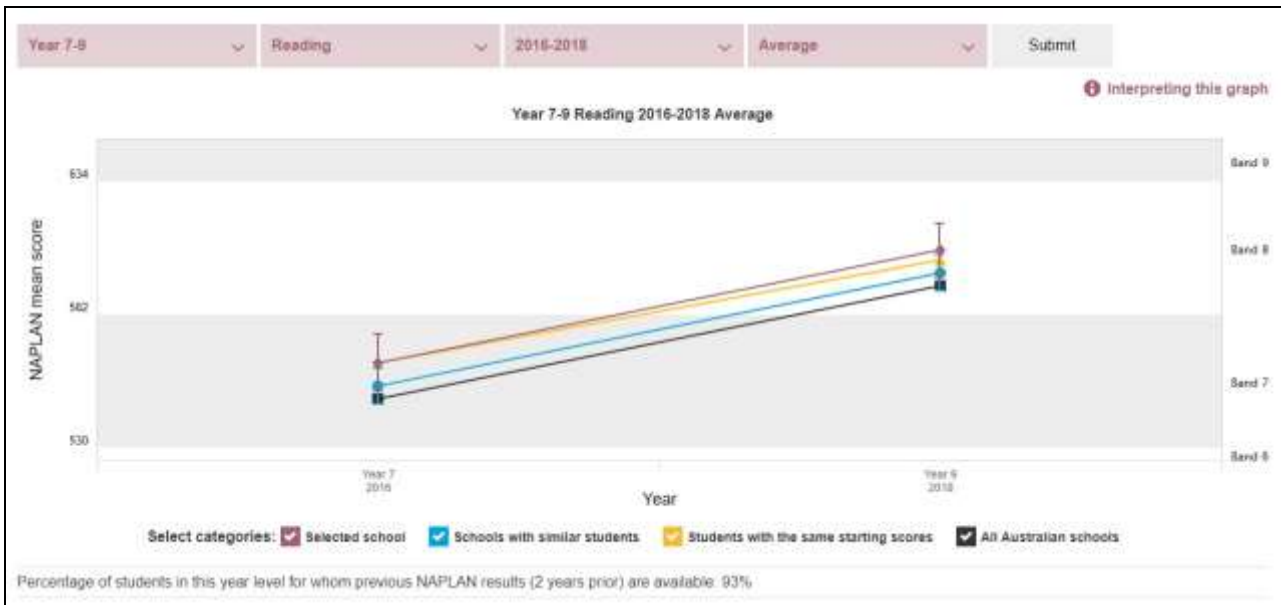 Year 7-9 Reading 2016-2018 Average Submit
Interpreting this graph
Year 7-9 Reading 2016-2018 Average
NAPLAN mean score
634
582
530
Band 9
Band 8
Band 7
Band 6
Year 7
2016
Year 9
2018
Year
Select categories: Selected school Schools with similar students Students with the same starting scores All Australian schools
Percentage of students in this year level for whom previous NAPLAN results (2 years prior) are available: 93%